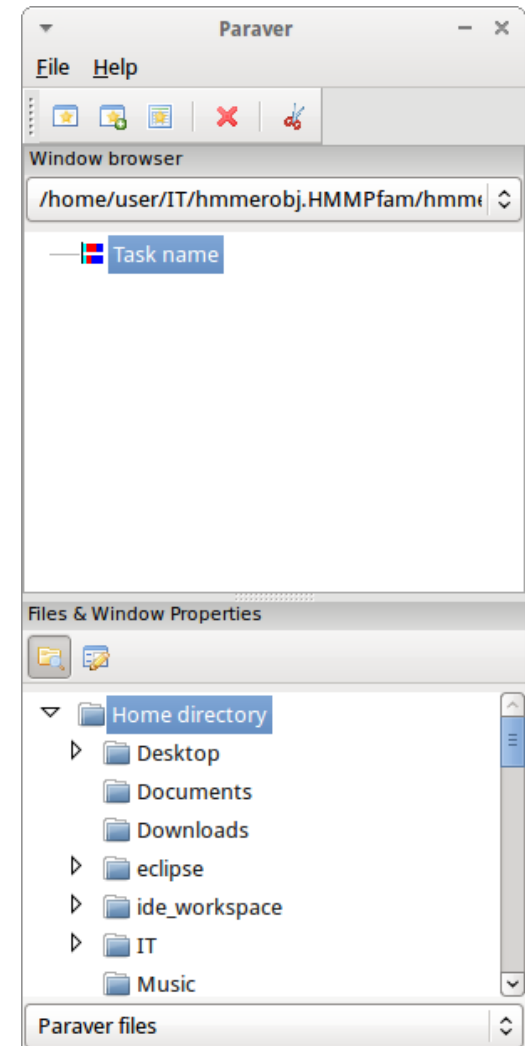 Paraver
File Help
Window browser
/home/user/IT/hmmerobj.HMMPfam/hmm
Task name
Files & Window Properties
Home directory
Desktop
Documents
Downloads
eclipse
ide_workspace
IT
Music
Paraver files